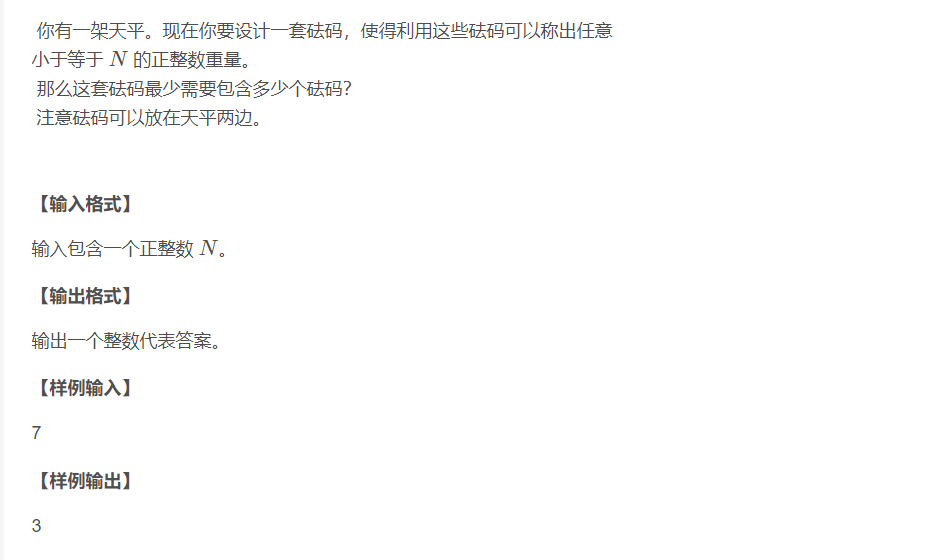 你有一架天平。现在你要设计一套砝码，使得利用这些砝码可以称出任意
小于等于 N 的正整数重量。
那么这套砝码最少需要包含多少个砝码？
注意砝码可以放在天平两边。
【输入格式】
输入包含一个正整数 N。
【输出格式】
输出一个整数代表答案。
【样例输入】
7
【样例输出】
3